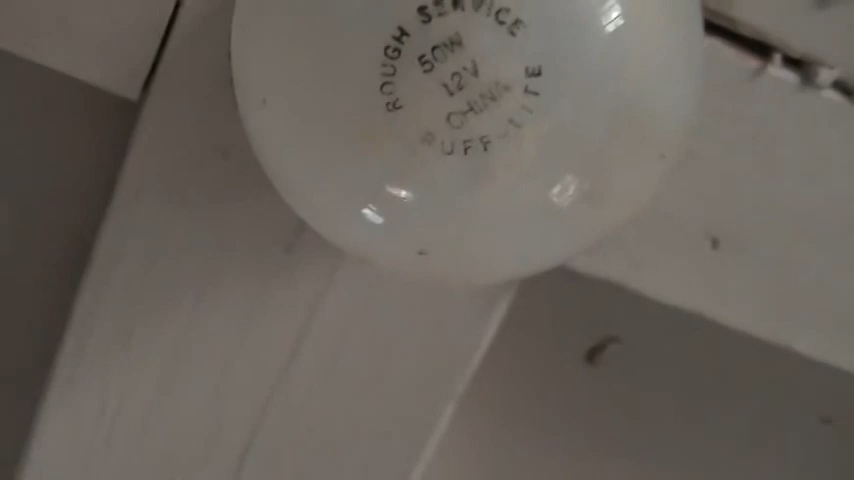 ROUGH SERVICE
50W
12V
CHINA
RUFF-LITE